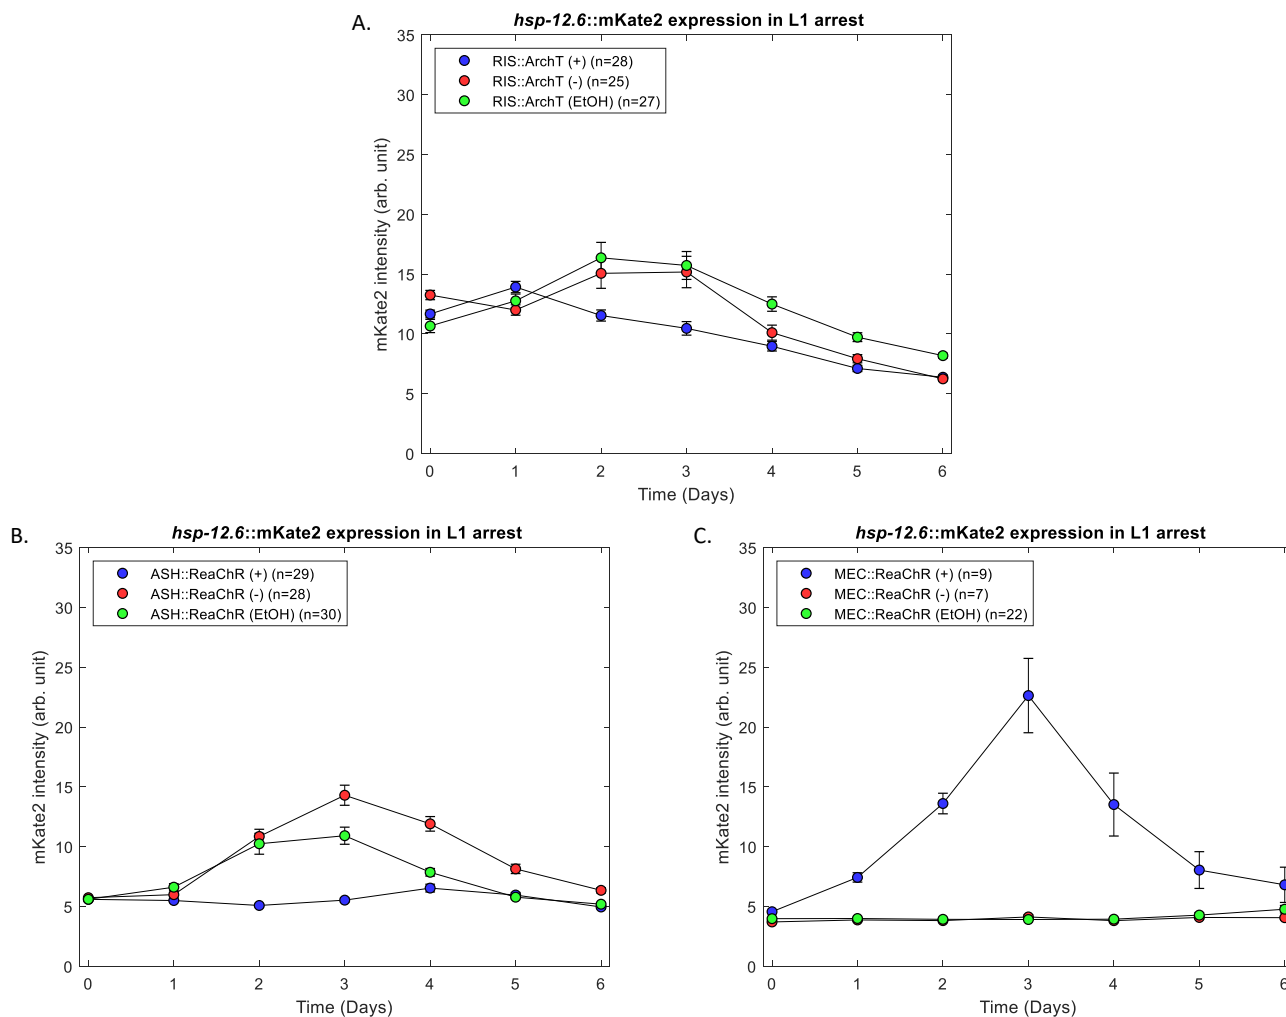 A.
hsp-12.6::mKate2 expression in L1 arrest
RIS::ArchT (+) (n=28)
RIS::ArchT (-) (n=25)
RIS::ArchT (EtOH) (n=27)
mKate2 intensity (arb. unit)
35
30
25
20
15
10
5
0
0 1 2 3 4 5 6
Time (Days)
B.
hsp-12.6::mKate2 expression in L1 arrest
ASH::ReaChR (+) (n=29)
ASH::ReaChR (-) (n=28)
ASH::ReaChR (EtOH) (n=30)
mKate2 intensity (arb. unit)
35
30
25
20
15
10
5
0
0 1 2 3 4 5 6
Time (Days)
C.
hsp-12.6::mKate2 expression in L1 arrest
MEC::ReaChR (+) (n=9)
MEC::ReaChR (-) (n=7)
MEC::ReaChR (EtOH) (n=22)
mKate2 intensity (arb. unit)
35
30
25
20
15
10
5
0
0 1 2 3 4 5 6
Time (Days)